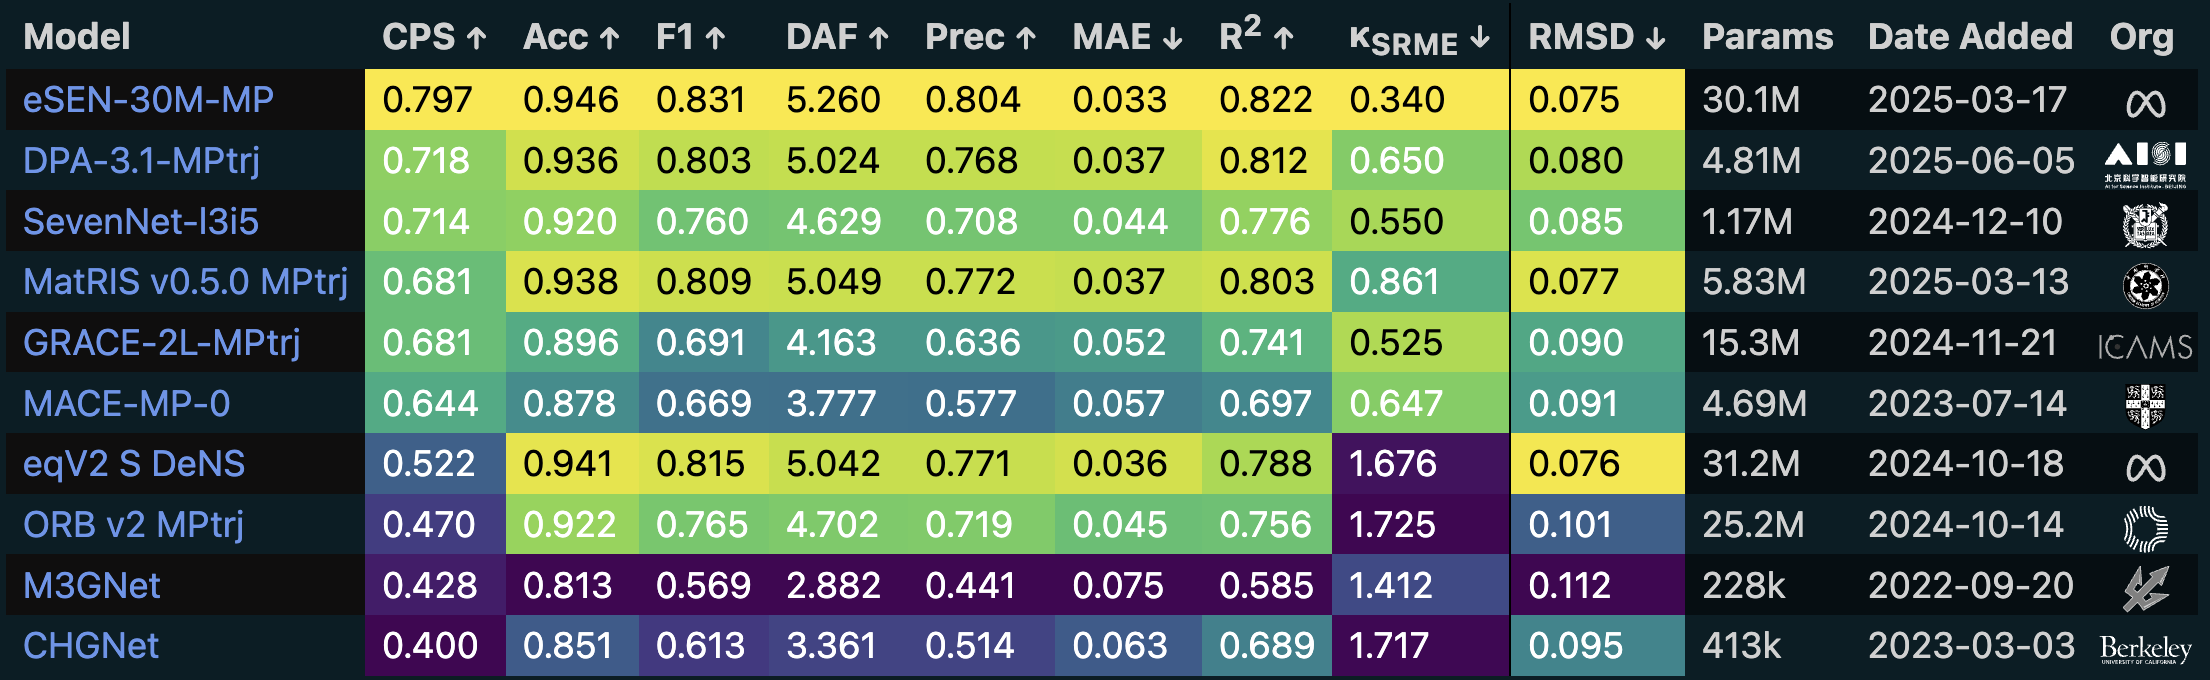 Model CPS ↑ Acc ↑ F1 ↑ DAF ↑ Prec ↑ MAE ↓ R² ↑ κSRME ↓ RMSD ↓ Params Date Added Org
eSEN-30M-MP 0.797 0.946 0.831 5.260 0.804 0.033 0.822 0.340 0.075 30.1M 2025-03-17
DPA-3.1-MPtrj 0.718 0.936 0.803 5.024 0.768 0.037 0.812 0.650 0.080 4.81M 2025-06-05 AISI
北京科学智能研究院
AI for Science Institute, BEIJING
SevenNet-l3i5 0.714 0.920 0.760 4.629 0.708 0.044 0.776 0.550 0.085 1.17M 2024-12-10
MatRIS v0.5.0 MPtrj 0.681 0.938 0.809 5.049 0.772 0.037 0.803 0.861 0.077 5.83M 2025-03-13
GRACE-2L-MPtrj 0.681 0.896 0.691 4.163 0.636 0.052 0.741 0.525 0.090 15.3M 2024-11-21 ICAMS
MACE-MP-0 0.644 0.878 0.669 3.777 0.577 0.057 0.697 0.647 0.091 4.69M 2023-07-14
eqV2 S DeNS 0.522 0.941 0.815 5.042 0.771 0.036 0.788 1.676 0.076 31.2M 2024-10-18
ORB v2 MPtrj 0.470 0.922 0.765 4.702 0.719 0.045 0.756 1.725 0.101 25.2M 2024-10-14
M3GNet 0.428 0.813 0.569 2.882 0.441 0.075 0.585 1.412 0.112 228k 2022-09-20
CHGNet 0.400 0.851 0.613 3.361 0.514 0.063 0.689 1.717 0.095 413k 2023-03-03 Berkeley
UNIVERSITY OF CALIFORNIA